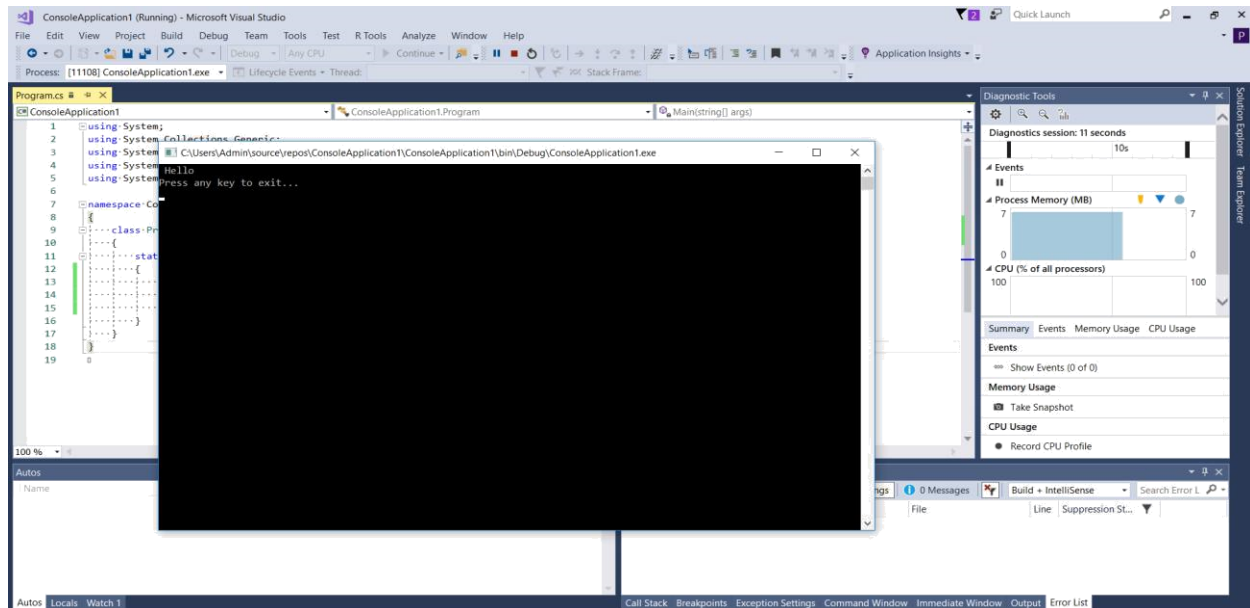 ConsoleApplication1 (Running) - Microsoft Visual Studio
2
Quick Launch
File Edit View Project Build Debug Team Tools Test R Tools Analyze Window Help
P
Debug Any CPU Continue Application Insights
Process: [11108] ConsoleApplication1.exe Lifecycle Events Thread: Stack Frame:
Program.cs
Diagnostic Tools
Solution Explorer
Team Explorer
ConsoleApplication1 ConsoleApplication1.Program Main(string[] args)
1 using System;
2 using System.Collections.Generic;
3 using System
4 using System
5 using System
6
7 namespace Co
8 {
9 class Pr
10 {
11 stat
12 {
13
14
15
16 }
17 }
18 }
19
C:\Users\Admin\source\repos\ConsoleApplication1\ConsoleApplication1\bin\Debug\ConsoleApplication1.exe
Hello
Press any key to exit...
Diagnostics session: 11 seconds
10s
Events
Process Memory (MB)
7 7
0 0
CPU (% of all processors)
100 100
Summary Events Memory Usage CPU Usage
Events
Show Events (0 of 0)
Memory Usage
Take Snapshot
CPU Usage
Record CPU Profile
100 %
Autos
Name
ngs 0 Messages Build + IntelliSense Search Error L
File Line Suppression St...
Autos Locals Watch 1
Call Stack Breakpoints Exception Settings Command Window Immediate Window Output Error List